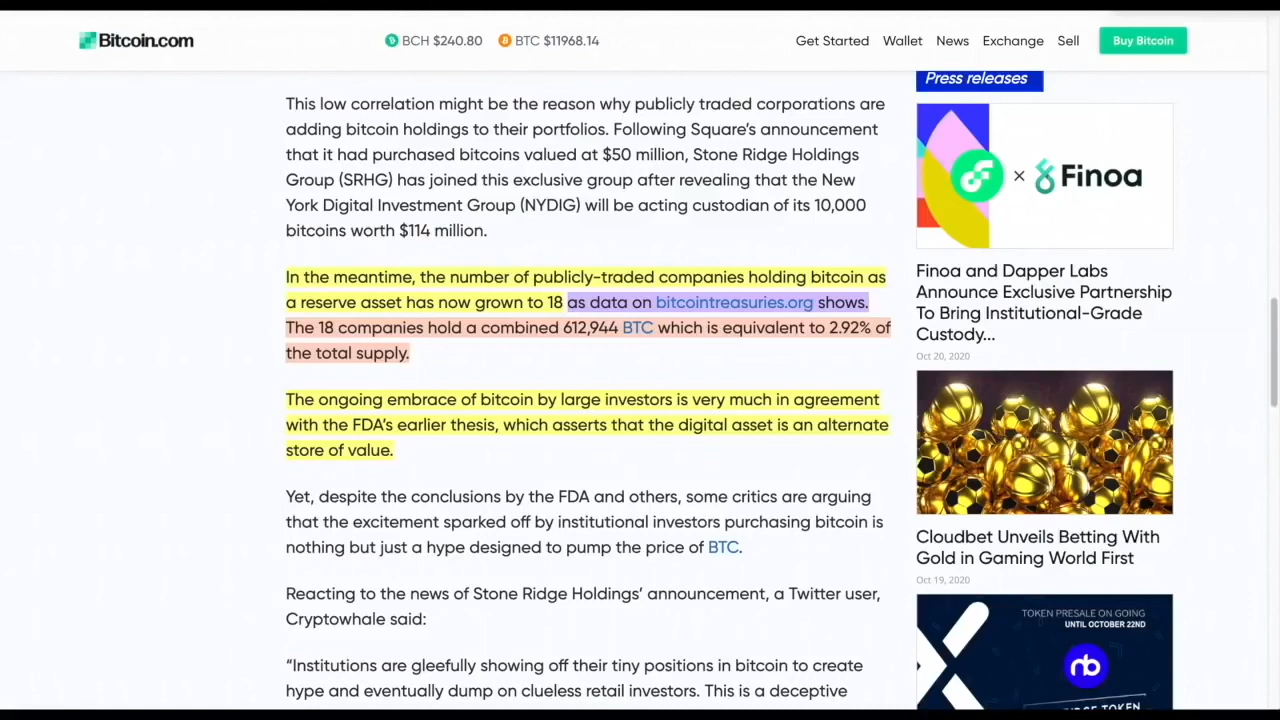 Bitcoin.com
BCH $240.80
BTC $11968.14
Get Started
Wallet
News
Exchange
Sell
Buy Bitcoin
This low correlation might be the reason why publicly traded corporations are
adding bitcoin holdings to their portfolios. Following Square’s announcement
that it had purchased bitcoins valued at $50 million, Stone Ridge Holdings
Group (SRFG) has joined this exclusive group after revealing that the New
York Digital Investment Group (NYDIG) will be acting custodian of its 10,000
bitcoins worth $114 million.
In the meantime, the number of publicly-traded companies holding bitcoin as
a reserve asset has now grown to 18 as data on bitcointreasuries.org shows.
The 18 companies hold a combined 612,944 BTC which is equivalent to 2.92% of
the total supply.
The ongoing embrace of bitcoin by large investors is very much in agreement
with the FDA’s earlier thesis, which asserts that the digital asset is an alternate
store of value.
Yet, despite the conclusions by the FDA and others, some critics are arguing
that the excitement sparked off by institutional investors purchasing bitcoin is
nothing but just a hype designed to pump the price of BTC.
Reacting to the news of Stone Ridge Holdings’ announcement, a Twitter user,
Cryptowhale said:
“Institutions are gleefully showing off their tiny positions in bitcoin to create
hype and eventually dump on clueless retail investors. This is a deceptive
Press releases
× Finoa
Finoa and Dapper Labs
Announce Exclusive Partnership
To Bring Institutional-Grade
Custody...
Oct 20, 2020
Cloudbet Unveils Betting With
Gold in Gaming World First
Oct 19, 2020
TOKEN PRESALE ON GOING
UNTIL OCTOBER 22ND
nb
TOKEN